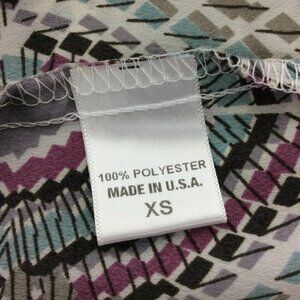 100% POLYESTER
MADE IN U.S.A.
XS